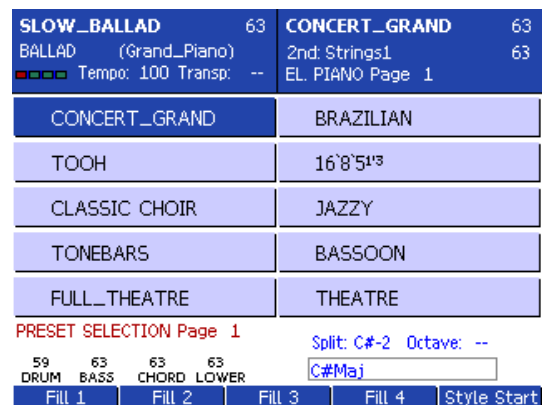 SLOW_BALLAD 63
BALLAD (Grand_Piano)
Tempo: 100 Transp: --
CONCERT_GRAND 63
2nd: Strings1 63
EL. PIANO Page 1
CONCERT_GRAND BRAZILIAN
TOOH 16'8'5¹'³
CLASSIC CHOIR JAZZY
TONEBARS BASSOON
FULL_THEATRE THEATRE
PRESET SELECTION Page 1
Split: C#-2 Octave: --
59 63 63 63
DRUM BASS CHORD LOWER
C#Maj
Fill 1 Fill 2 Fill 3 Fill 4 Style Start